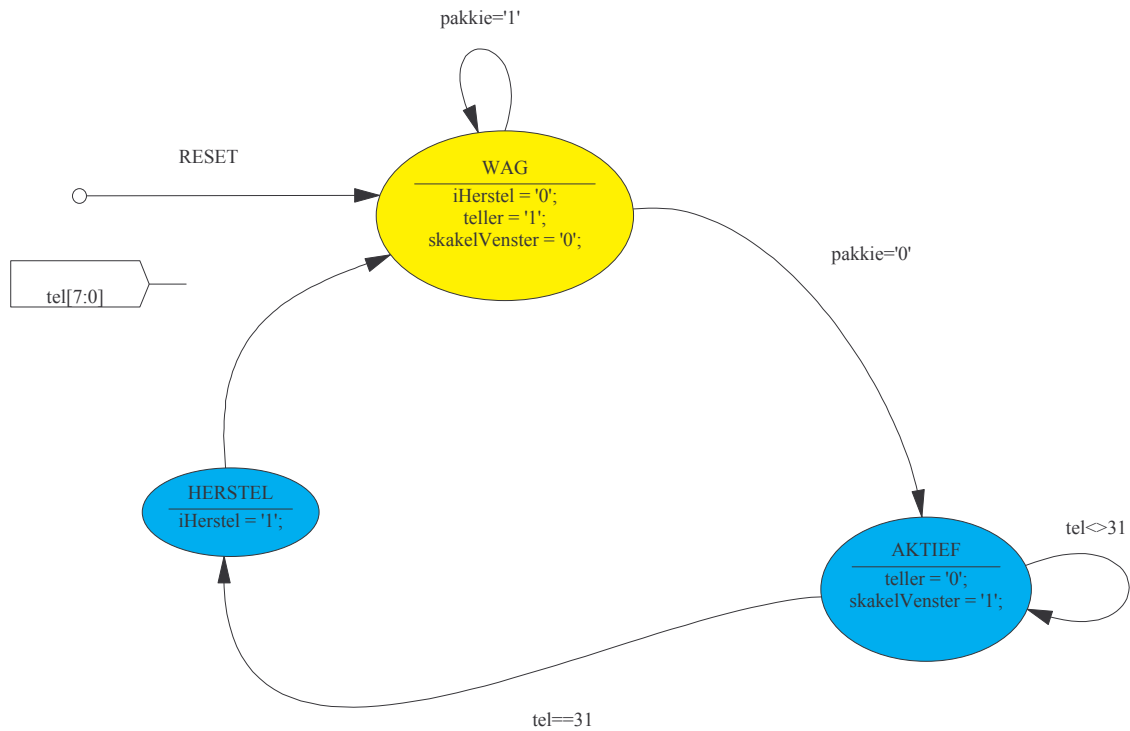 pakkie='1'
RESET
WAG
iHerstel = '0';
teller = '1';
skakelVenster = '0';
pakkie='0'
tel[7:0]
HERSTEL
iHerstel = '1';
tel<>31
AKTIEF
teller = '0';
skakelVenster = '1';
tel==31